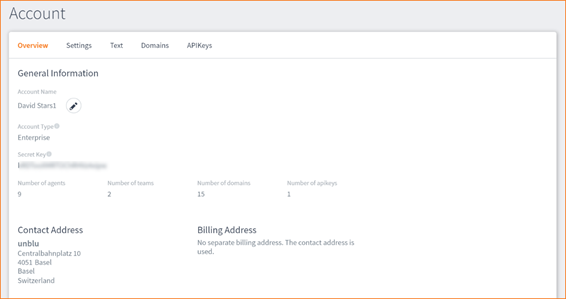 Account
Overview Settings Text Domains APIKeys
General Information
Account Name
David Stars1
Account Type
Enterprise
Secret Key
Number of agents Number of teams Number of domains Number of apikeys
9 2 15 1
Contact Address Billing Address
unblu No separate billing address. The contact address is
Centralbahnplatz 10 used.
4051 Basel
Basel
Switzerland